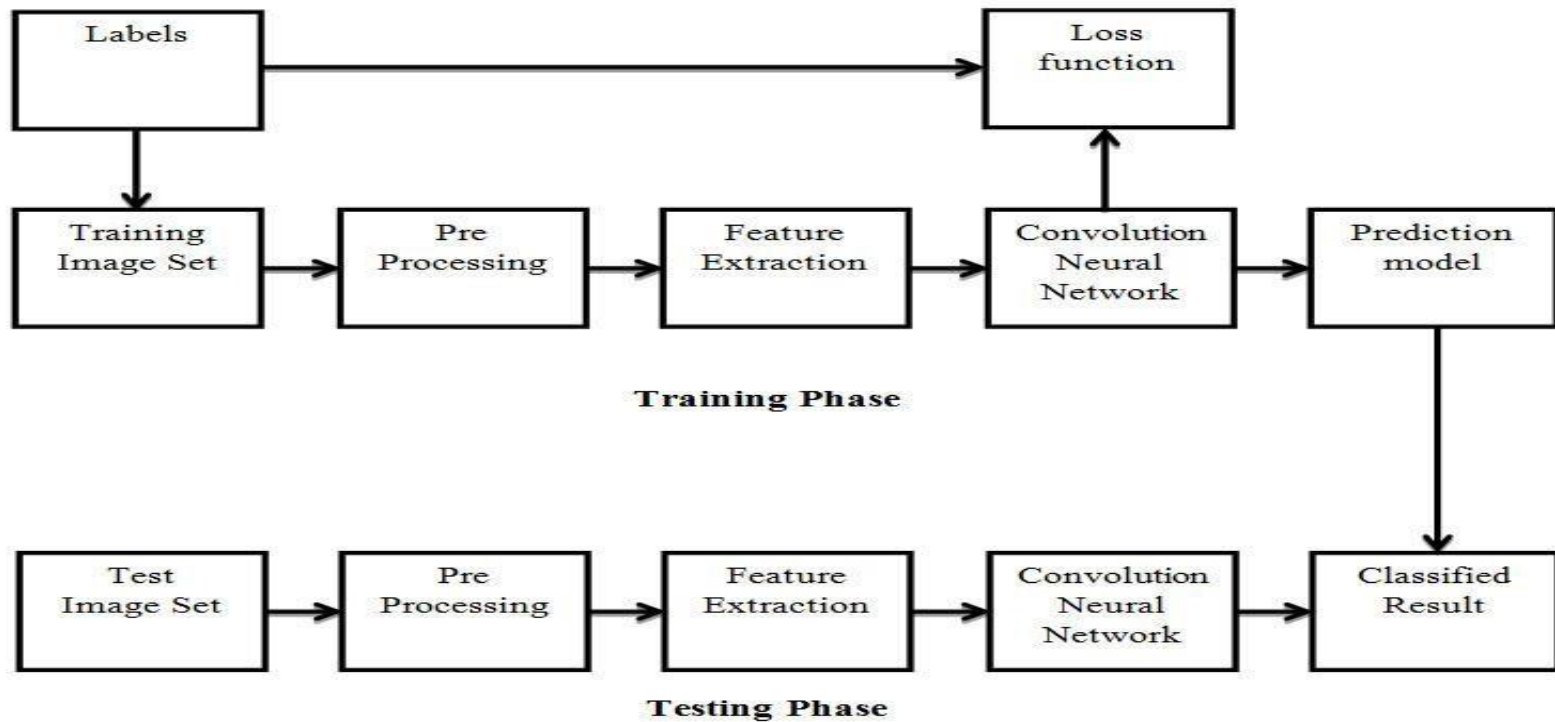 Labels
Loss
function
Training
Image Set
Pre
Processing
Feature
Extraction
Convolution
Neural
Network
Prediction
model
Training Phase
Test
Image Set
Pre
Processing
Feature
Extraction
Convolution
Neural
Network
Classified
Result
Testing Phase